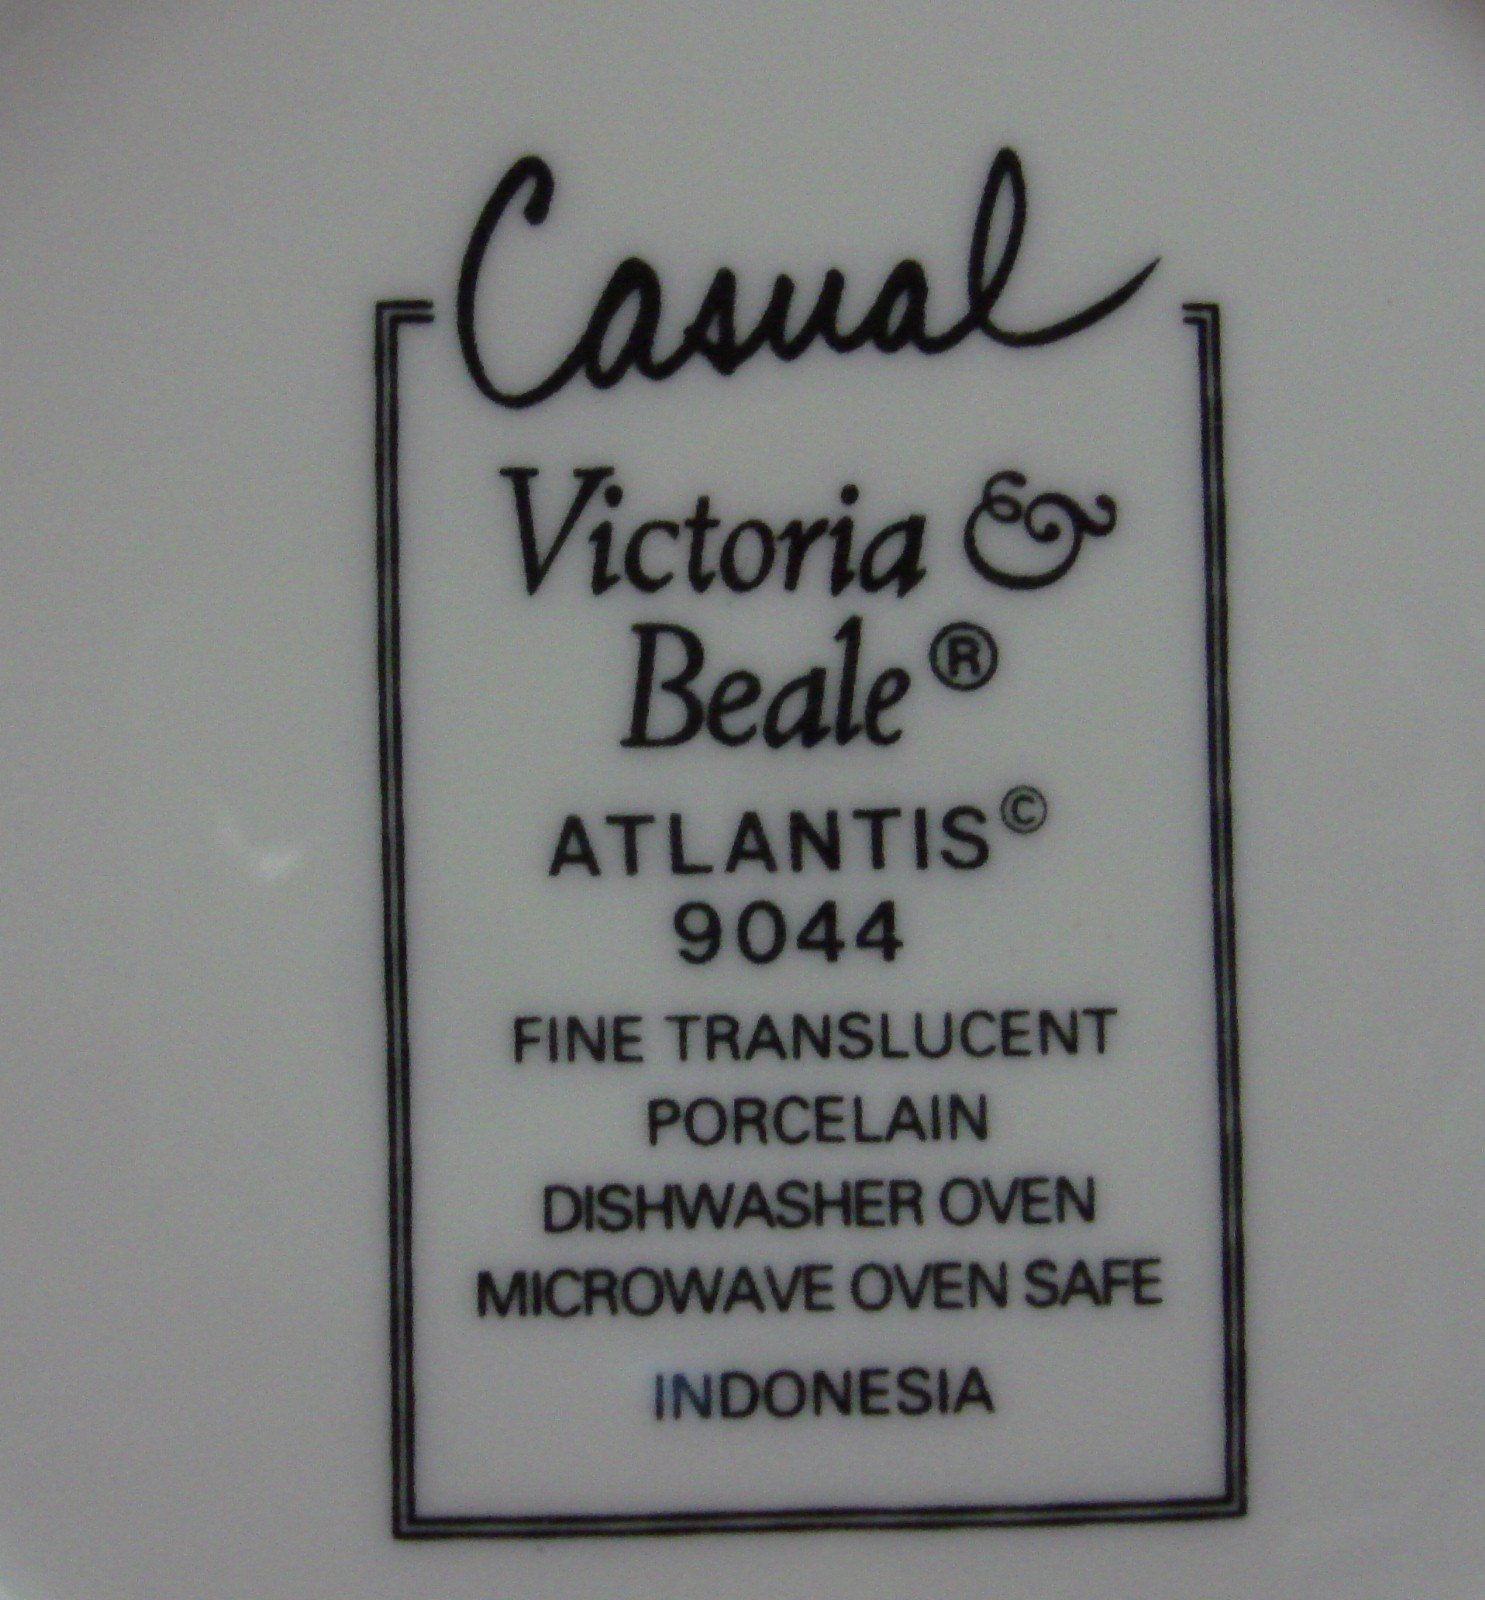 Casual
Victoria &
Beale®
ATLANTIS©
9044
FINE TRANSLUCENT
PORCELAIN
DISHWASHER OVEN
MICROWAVE OVEN SAFE
INDONESIA